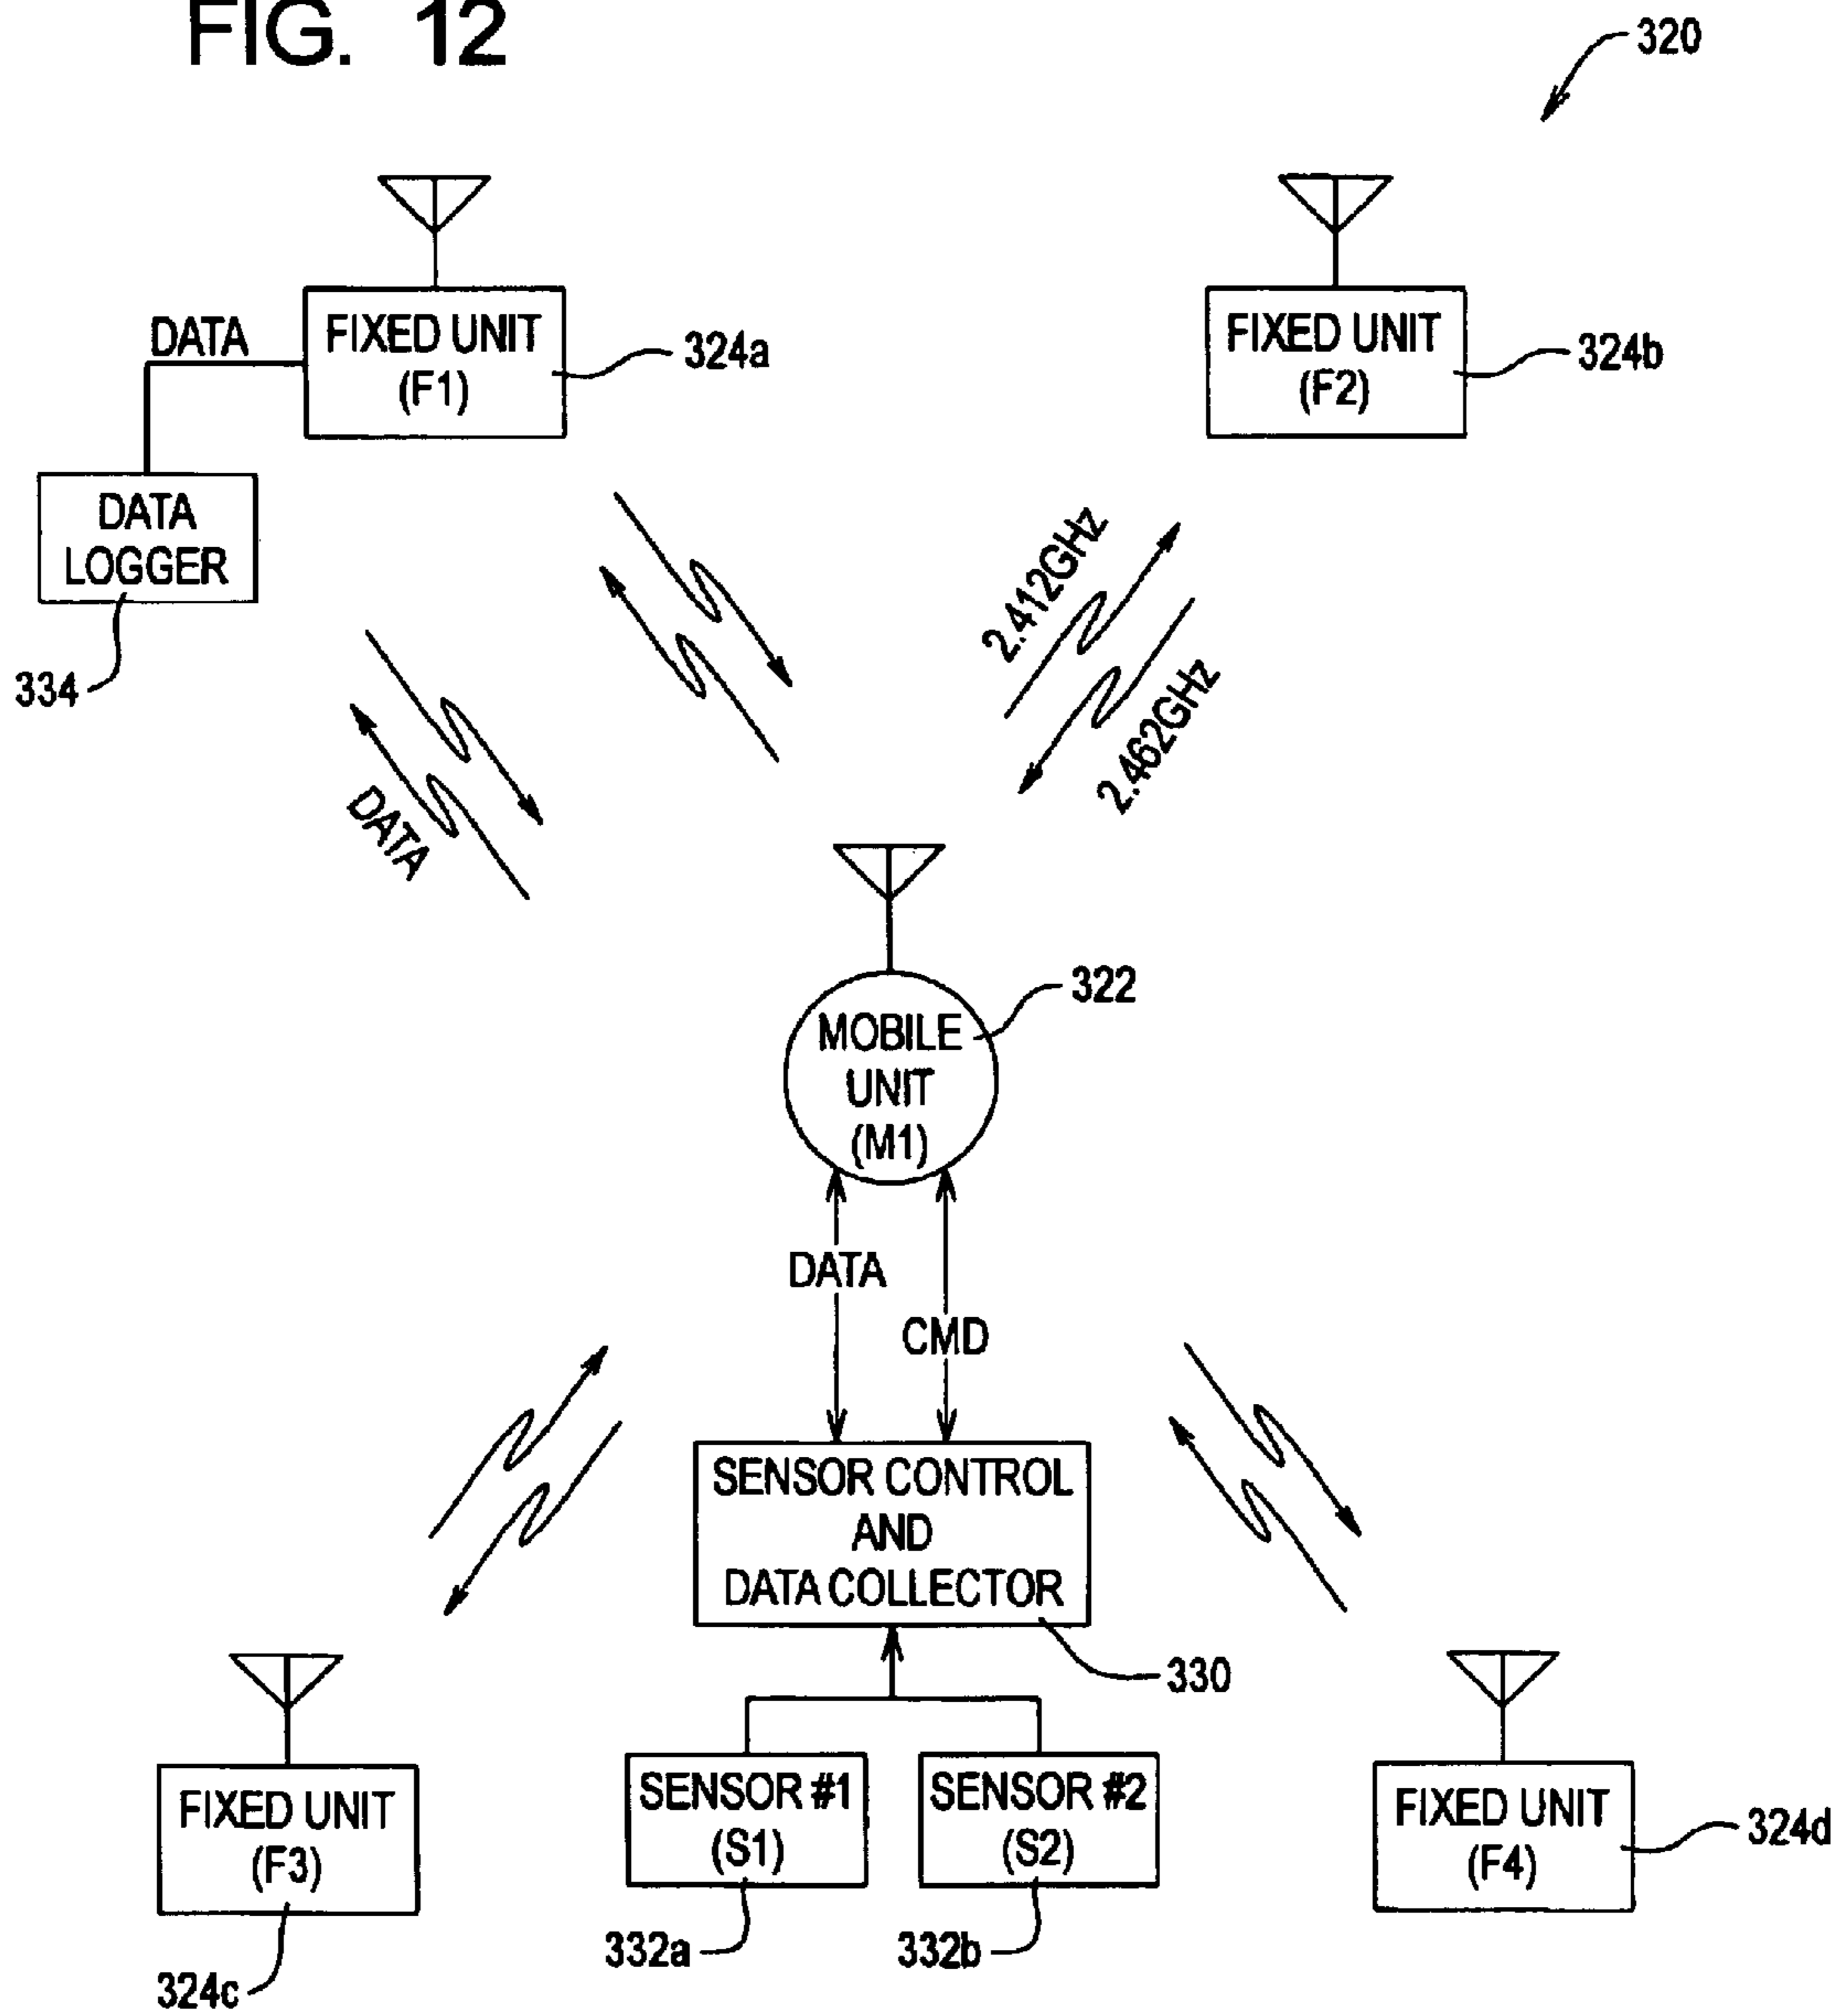 FIG. 12
320
DATA
FIXED UNIT
(F1)
324a
FIXED UNIT
(F2)
324b
DATA
LOGGER
334
2.412GHz
2.462GHz
DATA
322
MOBILE
UNIT
(M1)
DATA
CMD
SENSOR CONTROL
AND
DATA COLLECTOR
330
FIXED UNIT
(F3)
324c
SENSOR #1
(S1)
332a
SENSOR #2
(S2)
332b
FIXED UNIT
(F4)
324d